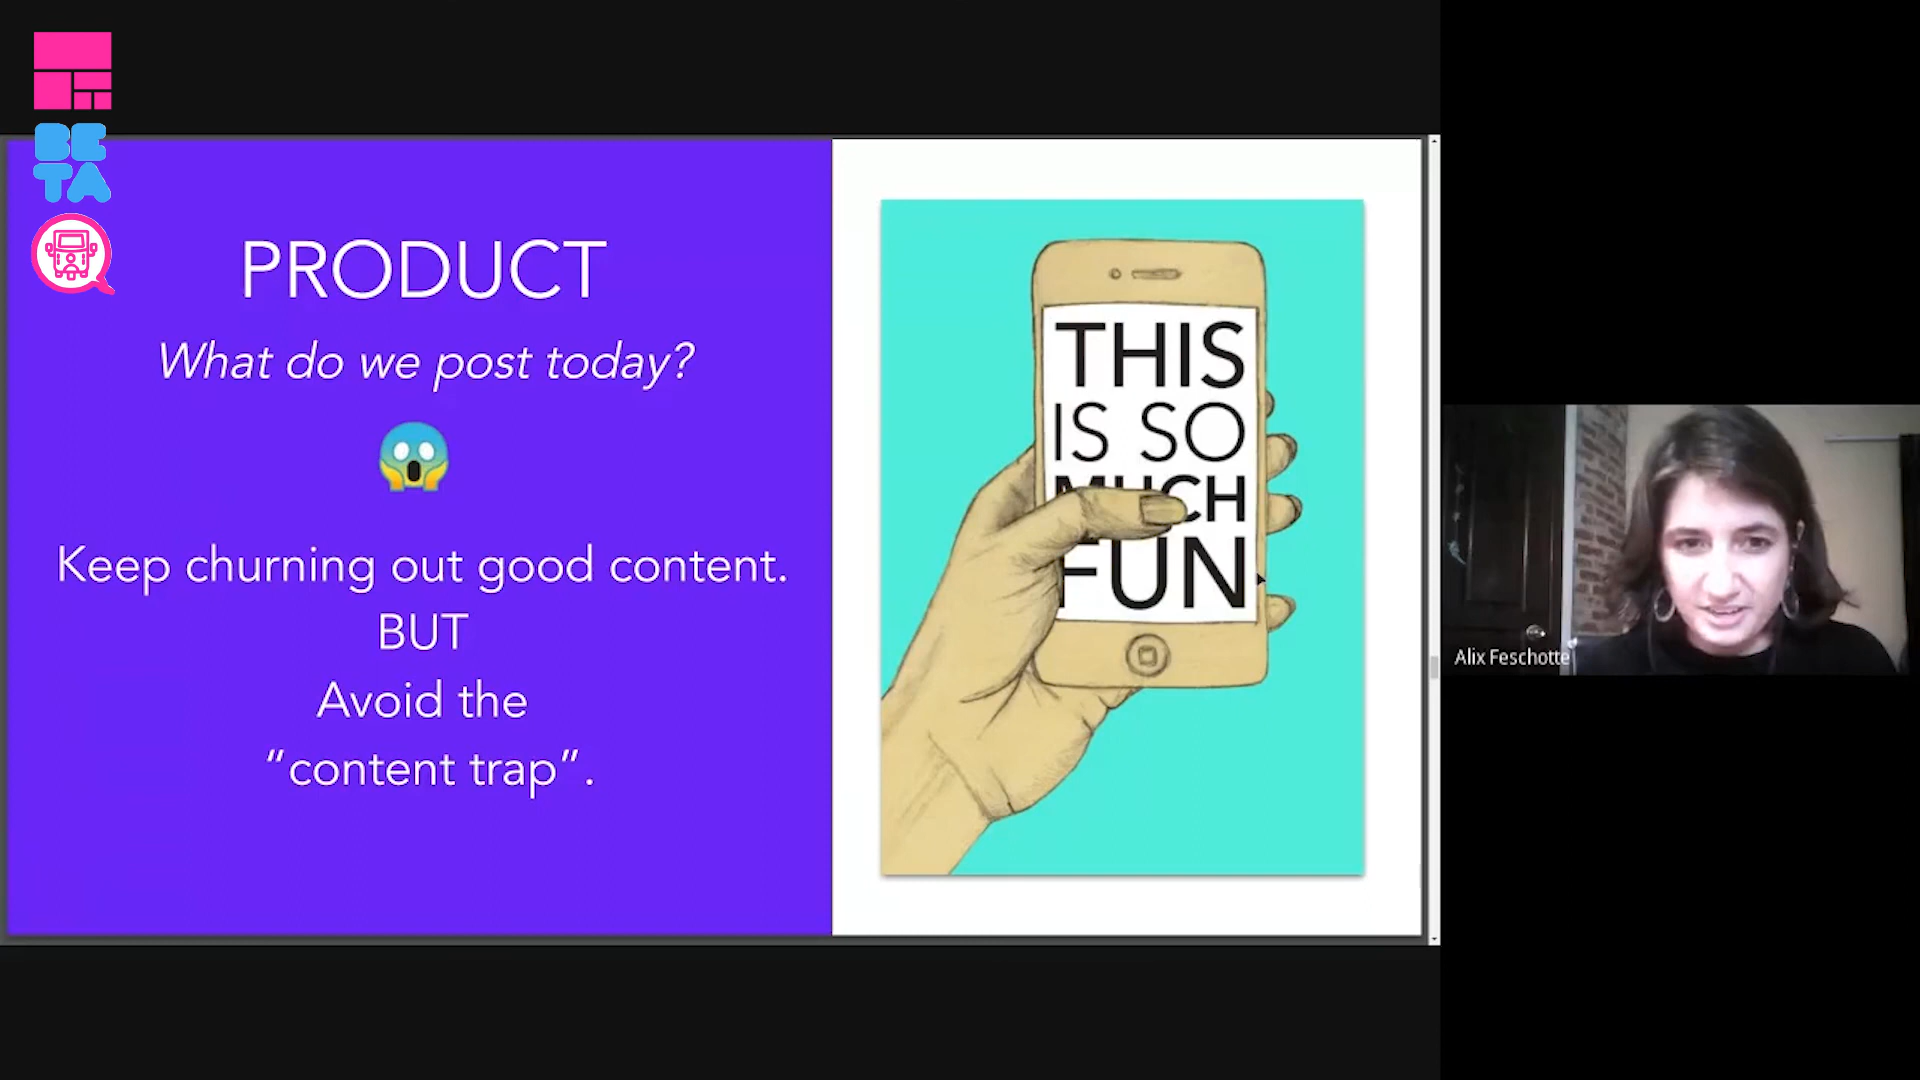 BE
TA
PRODUCT
What do we post today?
Keep churning out good content.
BUT
Avoid the
“content trap”.
THIS
IS SO
MUCH
FUN
Alix Feschotte